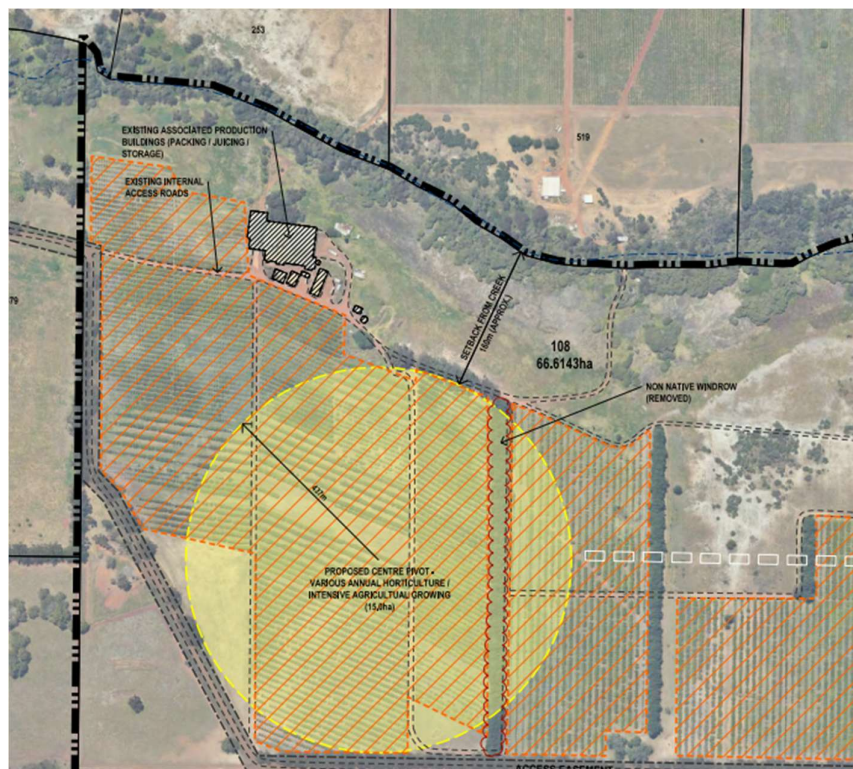 253
EXISTING ASSOCIATED PRODUCTION
BUILDINGS (PACKING / JUICING /
STORAGE)
519
EXISTING INTERNAL
ACCESS ROADS
79
SETBACK FROM CREEK
160m (APPROX.)
108
66.6143ha
NON NATIVE WINDROW
(REMOVED)
437m
PROPOSED CENTRE PIVOT -
VARIOUS ANNUAL HORTICULTURE /
INTENSIVE AGRICULTUAL GROWING
(15.0ha)
ACCESS EASEMENT